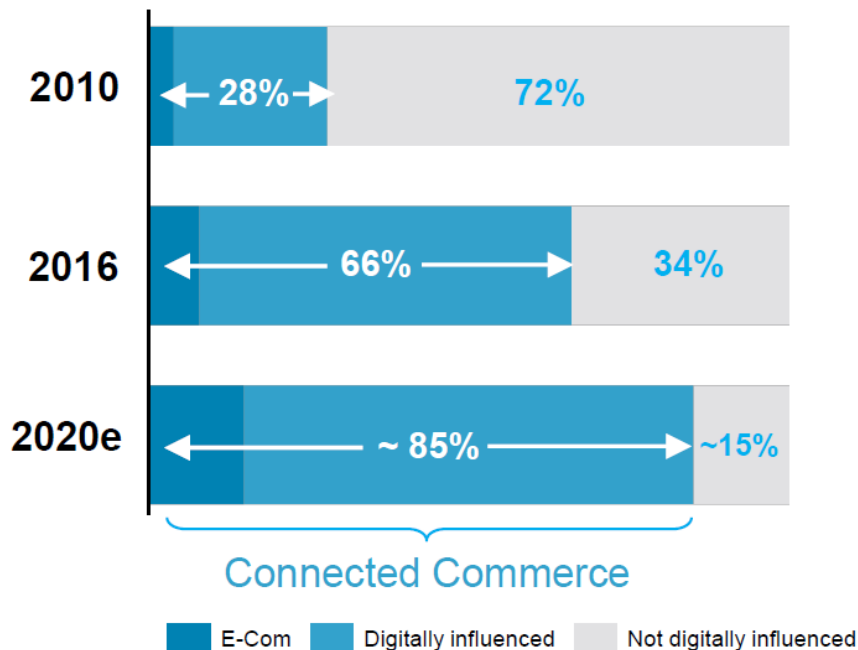 2010 28% 72%
2016 66% 34%
2020e ~ 85% ~15%
Connected Commerce
E-Com Digitally influenced Not digitally influenced